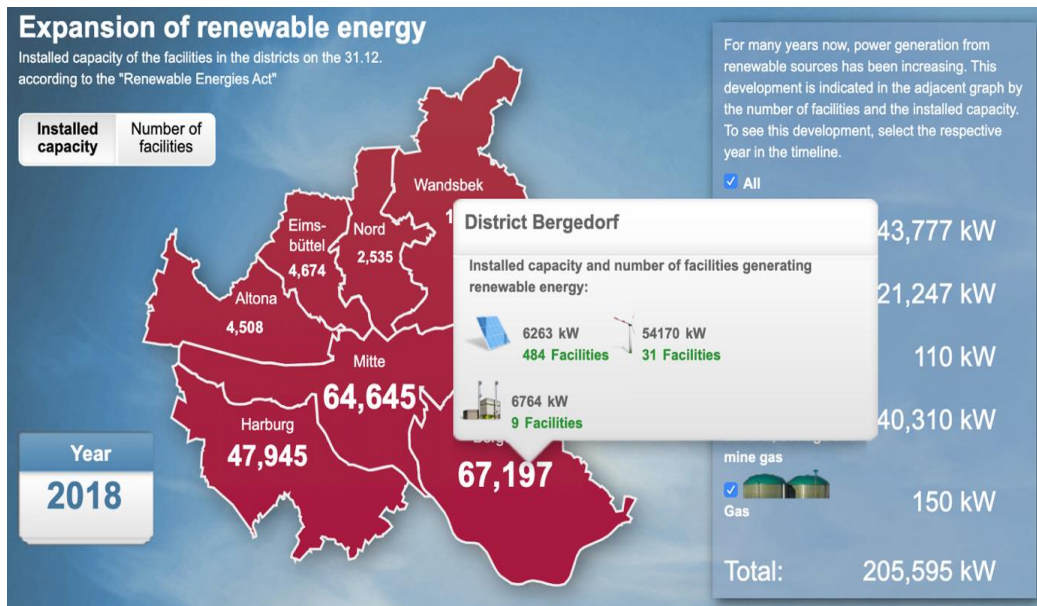 Expansion of renewable energy
Installed capacity of the facilities in the districts on the 31.12.
according to the "Renewable Energies Act"
Installed
capacity
Number of
facilities
For many years now, power generation from
renewable sources has been increasing. This
development is indicated in the adjacent graph by
the number of facilities and the installed capacity.
To see this development, select the respective
year in the timeline.
All
Wandsbek
1
Eims-
büttel
4,674
Nord
2,535
Altona
4,508
Mitte
64,645
Harburg
47,945
67,197
District Bergedorf
Installed capacity and number of facilities generating
renewable energy:
6263 kW
484 Facilities
54170 kW
31 Facilities
6764 kW
9 Facilities
43,777 kW
21,247 kW
110 kW
40,310 kW
mine gas
Gas
150 kW
Total: 205,595 kW
Year
2018